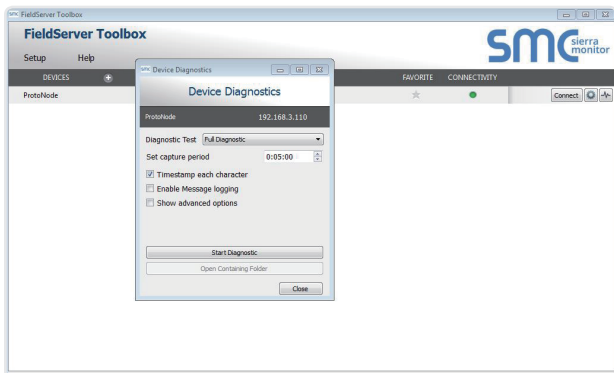 SMC FieldServer Toolbox
FieldServer Toolbox
SMC sierra monitor
Setup Help
DEVICES FAVORITE CONNECTIVITY
ProtoNode Connect
SMC Device Diagnostics
Device Diagnostics
ProtoNode 192.168.3.110
Diagnostic Test Full Diagnostic
Set capture period 0:05:00
Timestamp each character
Enable Message logging
Show advanced options
Start Diagnostic
Open Containing Folder
Close